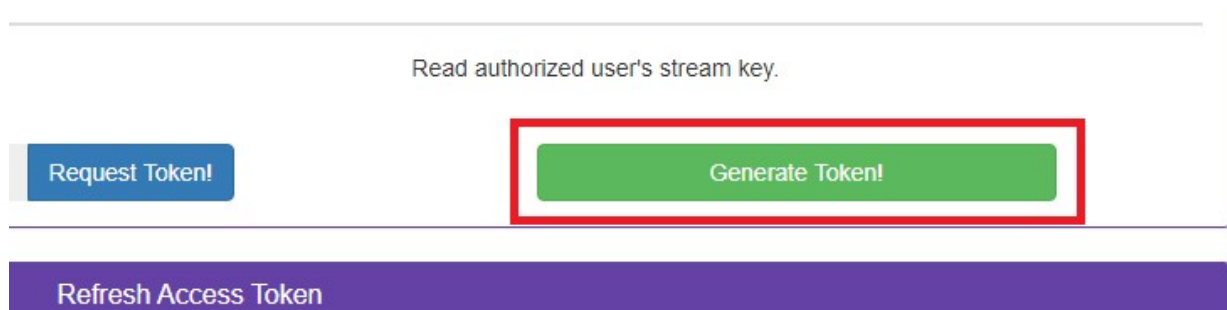 Read authorized user's stream key.
Request Token!
Generate Token!
Refresh Access Token